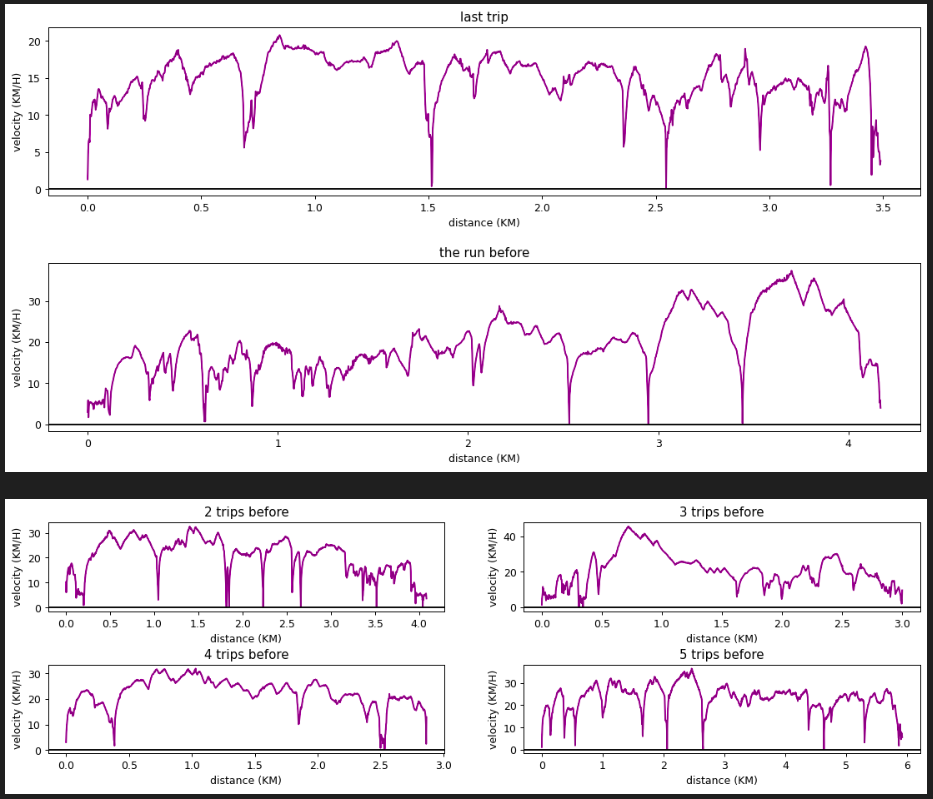 last trip
20
15
10
5
0
velocity (KM/H)
0.0 0.5 1.0 1.5 2.0 2.5 3.0 3.5
distance (KM)
the run before
30
20
10
0
velocity (KM/H)
0 1 2 3 4
distance (KM)
2 trips before
30
20
10
0
velocity (KM/H)
0.0 0.5 1.0 1.5 2.0 2.5 3.0 3.5 4.0
distance (KM)
3 trips before
40
20
0
velocity (KM/H)
0.0 0.5 1.0 1.5 2.0 2.5 3.0
distance (KM)
4 trips before
30
20
10
0
velocity (KM/H)
0.0 0.5 1.0 1.5 2.0 2.5 3.0
distance (KM)
5 trips before
30
20
10
0
velocity (KM/H)
0 1 2 3 4 5 6
distance (KM)